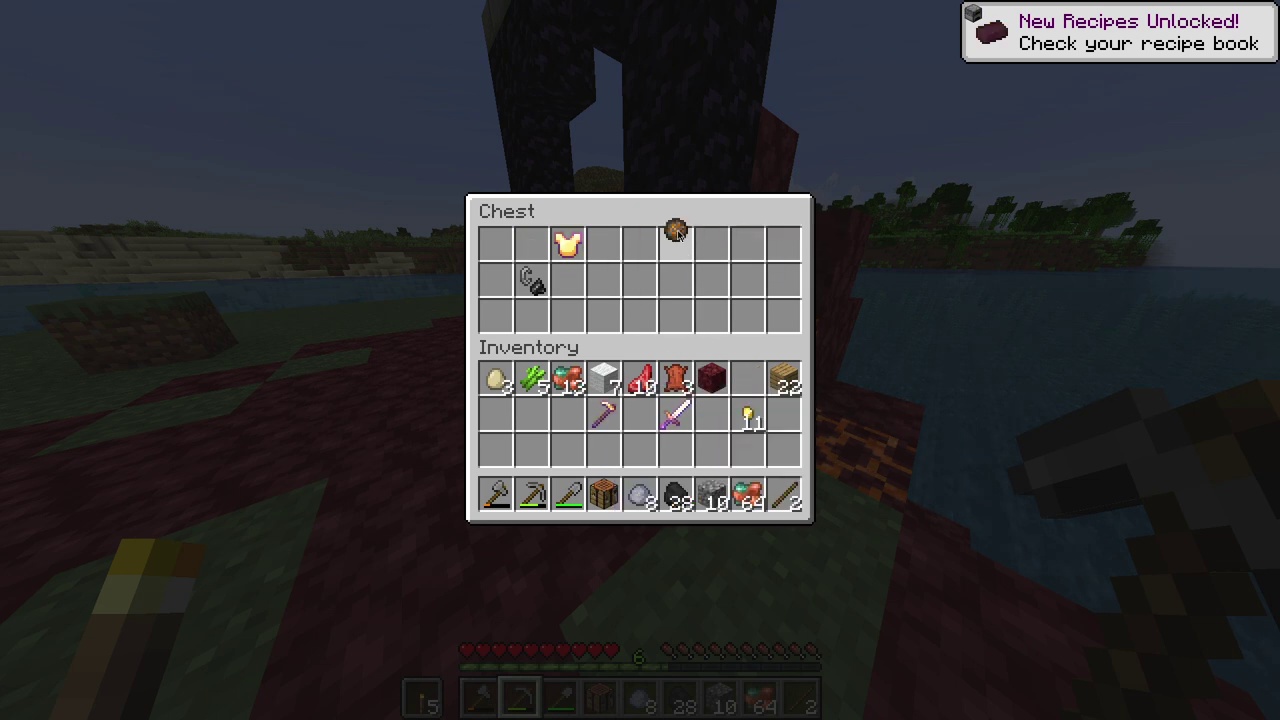 New Recipes Unlocked!
Check your recipe book
Chest
Inventory
3 5 13 7 10 3 22
11
8 28 10 64 2
6
5 8 28 10 64 2